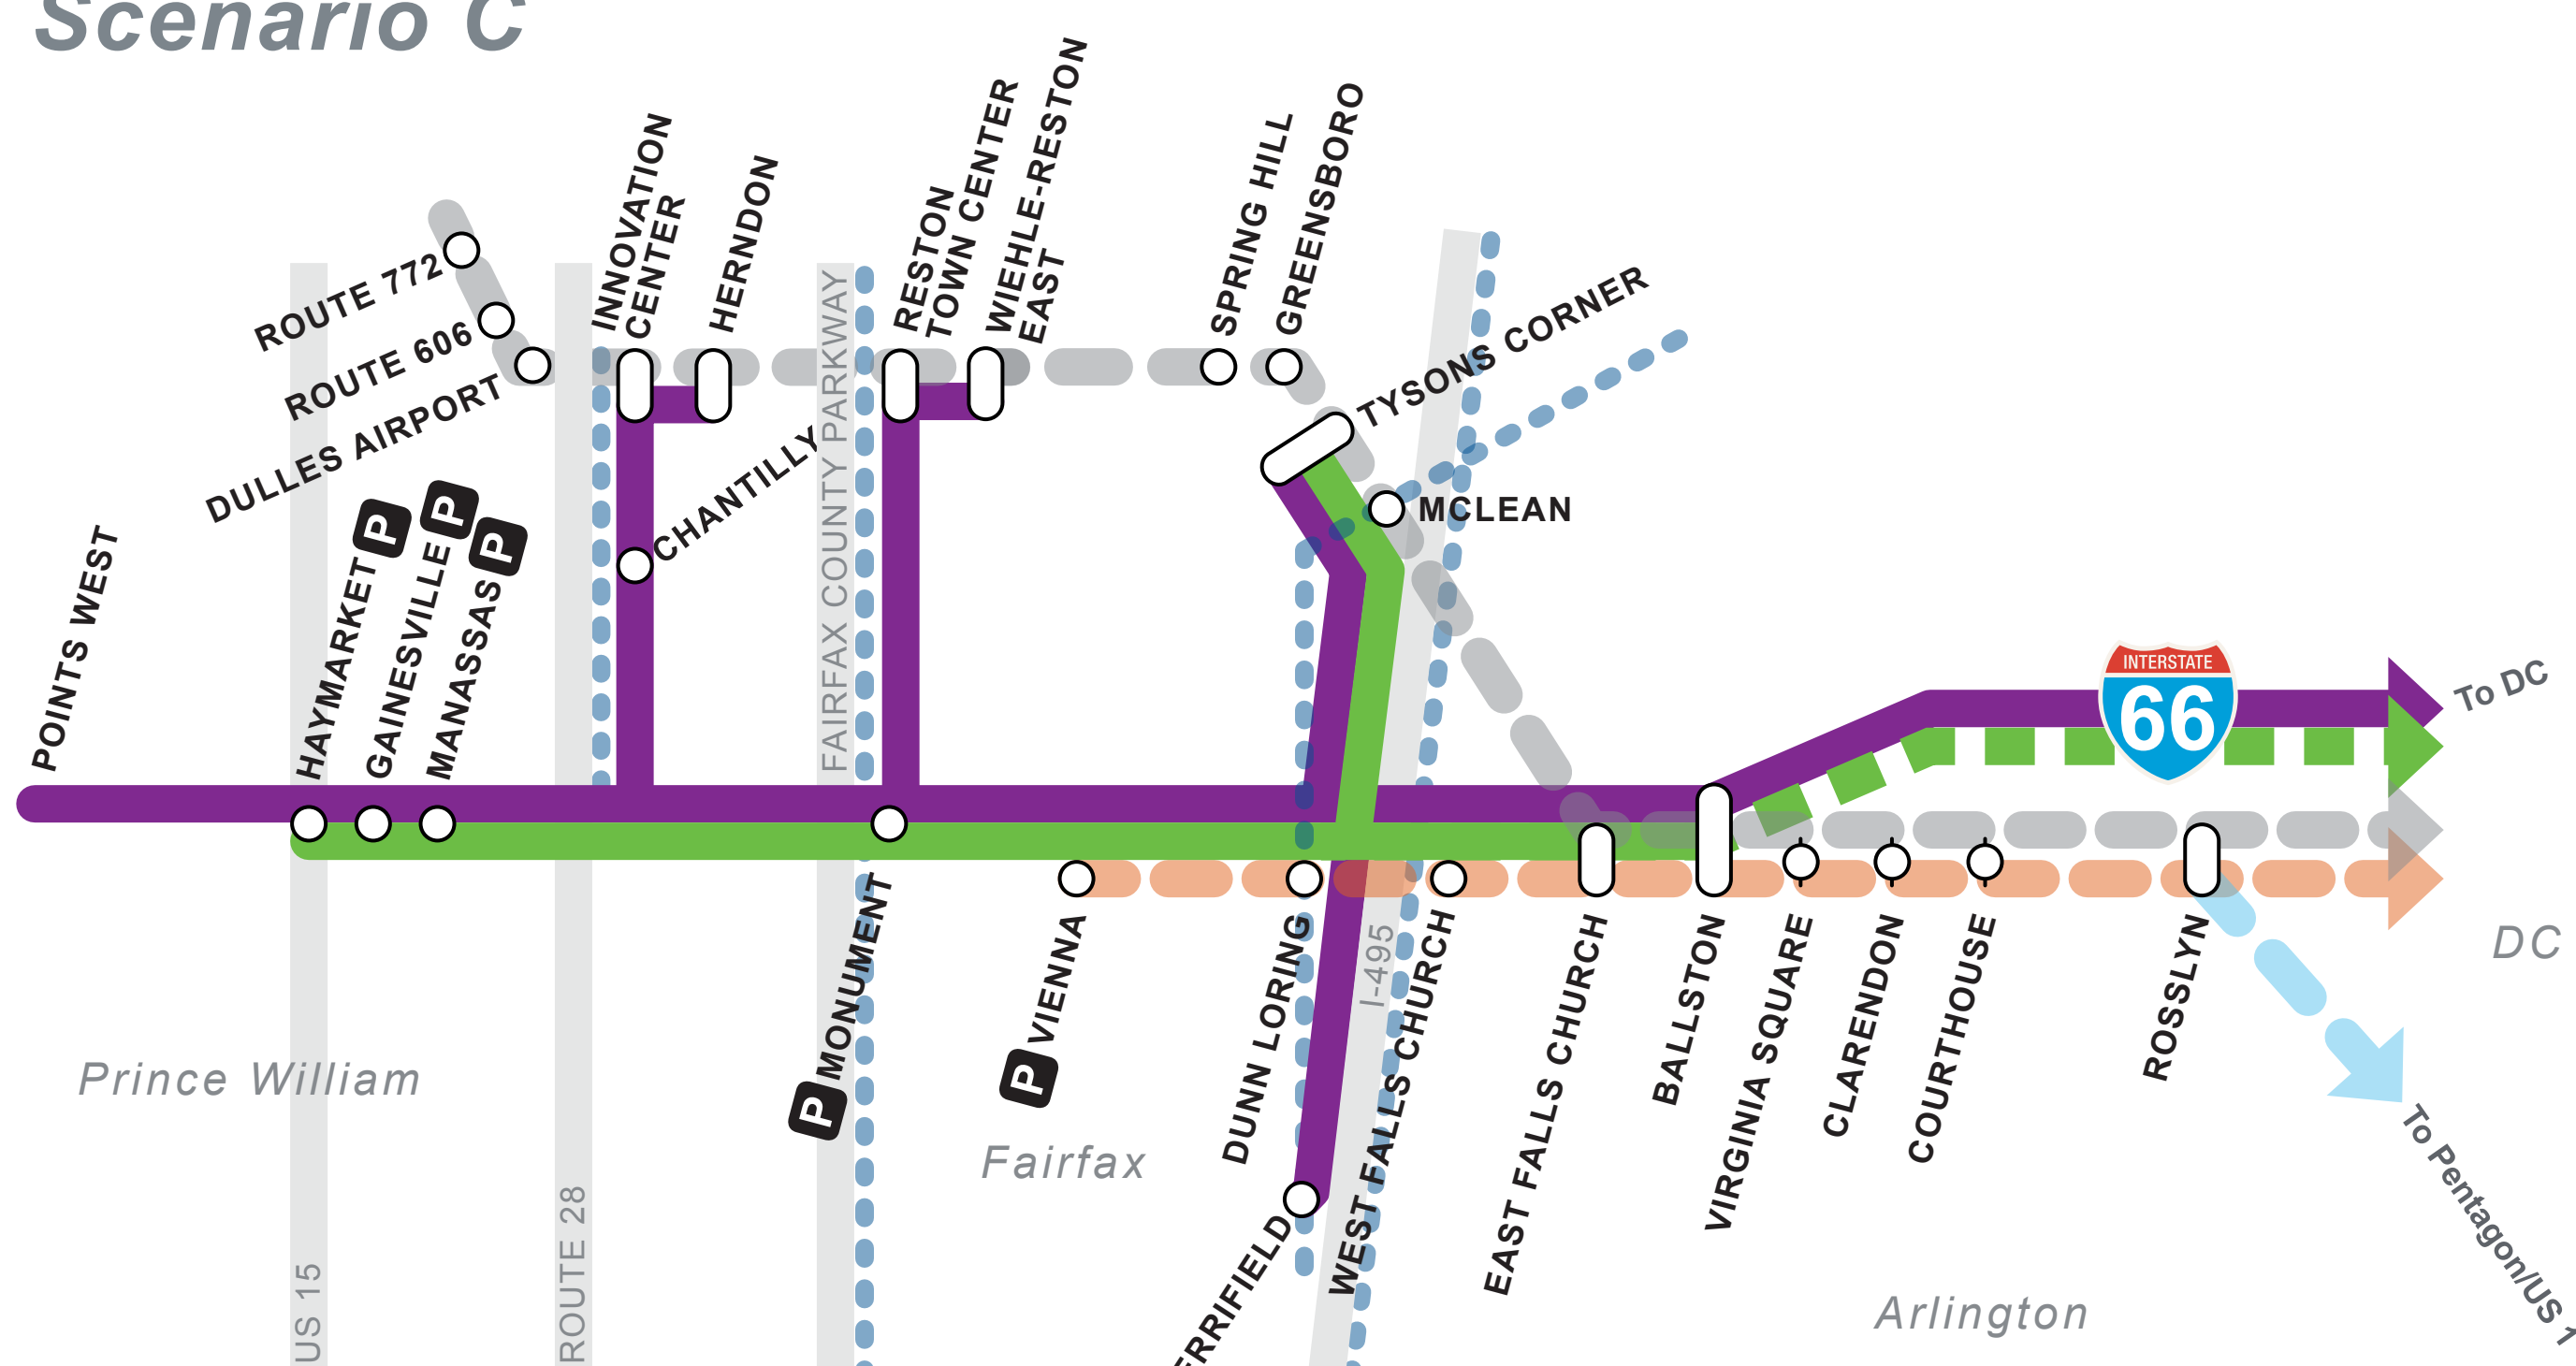 Scenario C
INNOVATION
CENTER
HERNDON
RESTON
TOWN CENTER
WIEHLE-RESTON
EAST
SPRING HILL
GREENSBORO
ROUTE 772
ROUTE 606
DULLES AIRPORT
TYSONS CORNER
MCLEAN
CHANTILLY
FAIRFAX COUNTY PARKWAY
POINTS WEST
HAYMARKET P
GAINESVILLE P
MANASSAS P
INTERSTATE
66
To DC
DC
P MONUMENT
P VIENNA
DUNN LORING
I-495
WEST FALLS CHURCH
EAST FALLS CHURCH
BALLSTON
VIRGINIA SQUARE
CLARENDON
COURTHOUSE
ROSSLYN
Prince William
Fairfax
Arlington
To Pentagon/US 1
US 15
ROUTE 28
ERRIFIELD